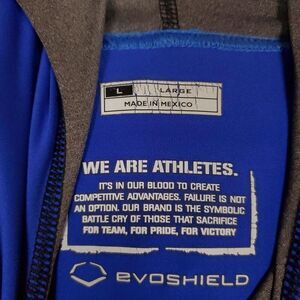 L LARGE
MADE IN MEXICO
WE ARE ATHLETES.
IT'S IN OUR BLOOD TO CREATE
COMPETITIVE ADVANTAGES. FAILURE IS NOT
AN OPTION. OUR BRAND IS THE SYMBOLIC
BATTLE CRY OF THOSE THAT SACRIFICE
FOR TEAM, FOR PRIDE, FOR VICTORY
EVOSHIELD